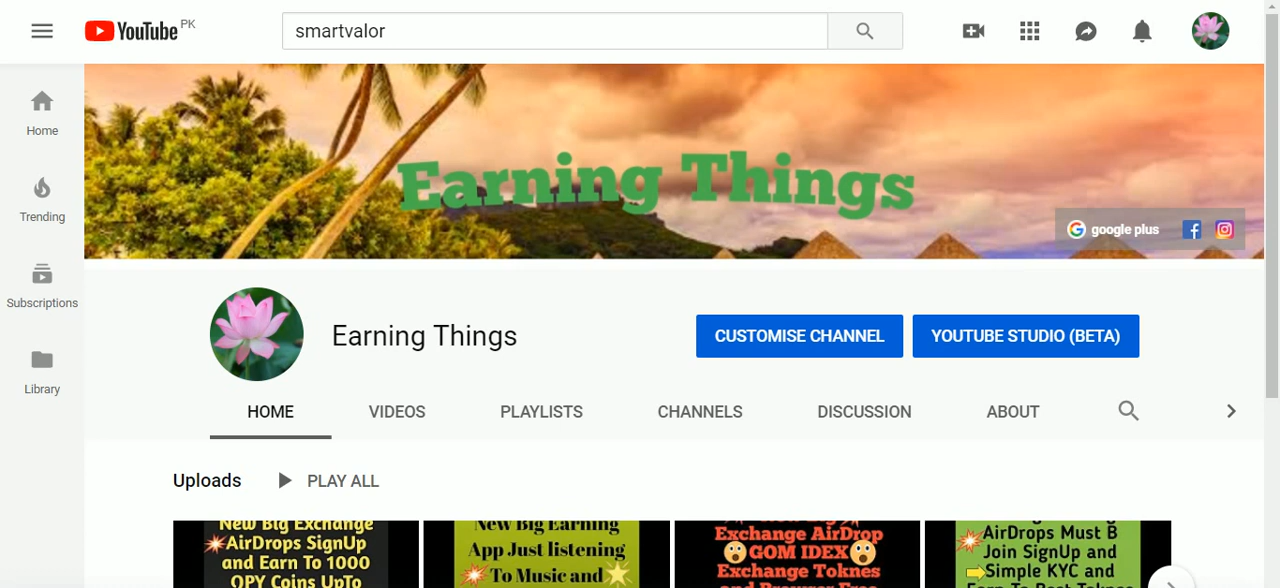 YouTube PK
smartvalor
Home
Trending
Subscriptions
Library
Earning Things
google plus
Earning Things
CUSTOMISE CHANNEL
YOUTUBE STUDIO (BETA)
HOME VIDEOS PLAYLISTS CHANNELS DISCUSSION ABOUT
Uploads PLAY ALL
New Big Exchange
AirDrops SignUp
and Earn To 1000
OPY Coins UpTo
New Big Earning
App Just listening
To Music and
Exchange AirDrop
GOM IDEX
Exchange Toknes
AirDrops Must B
Join SignUp and
Simple KYC and